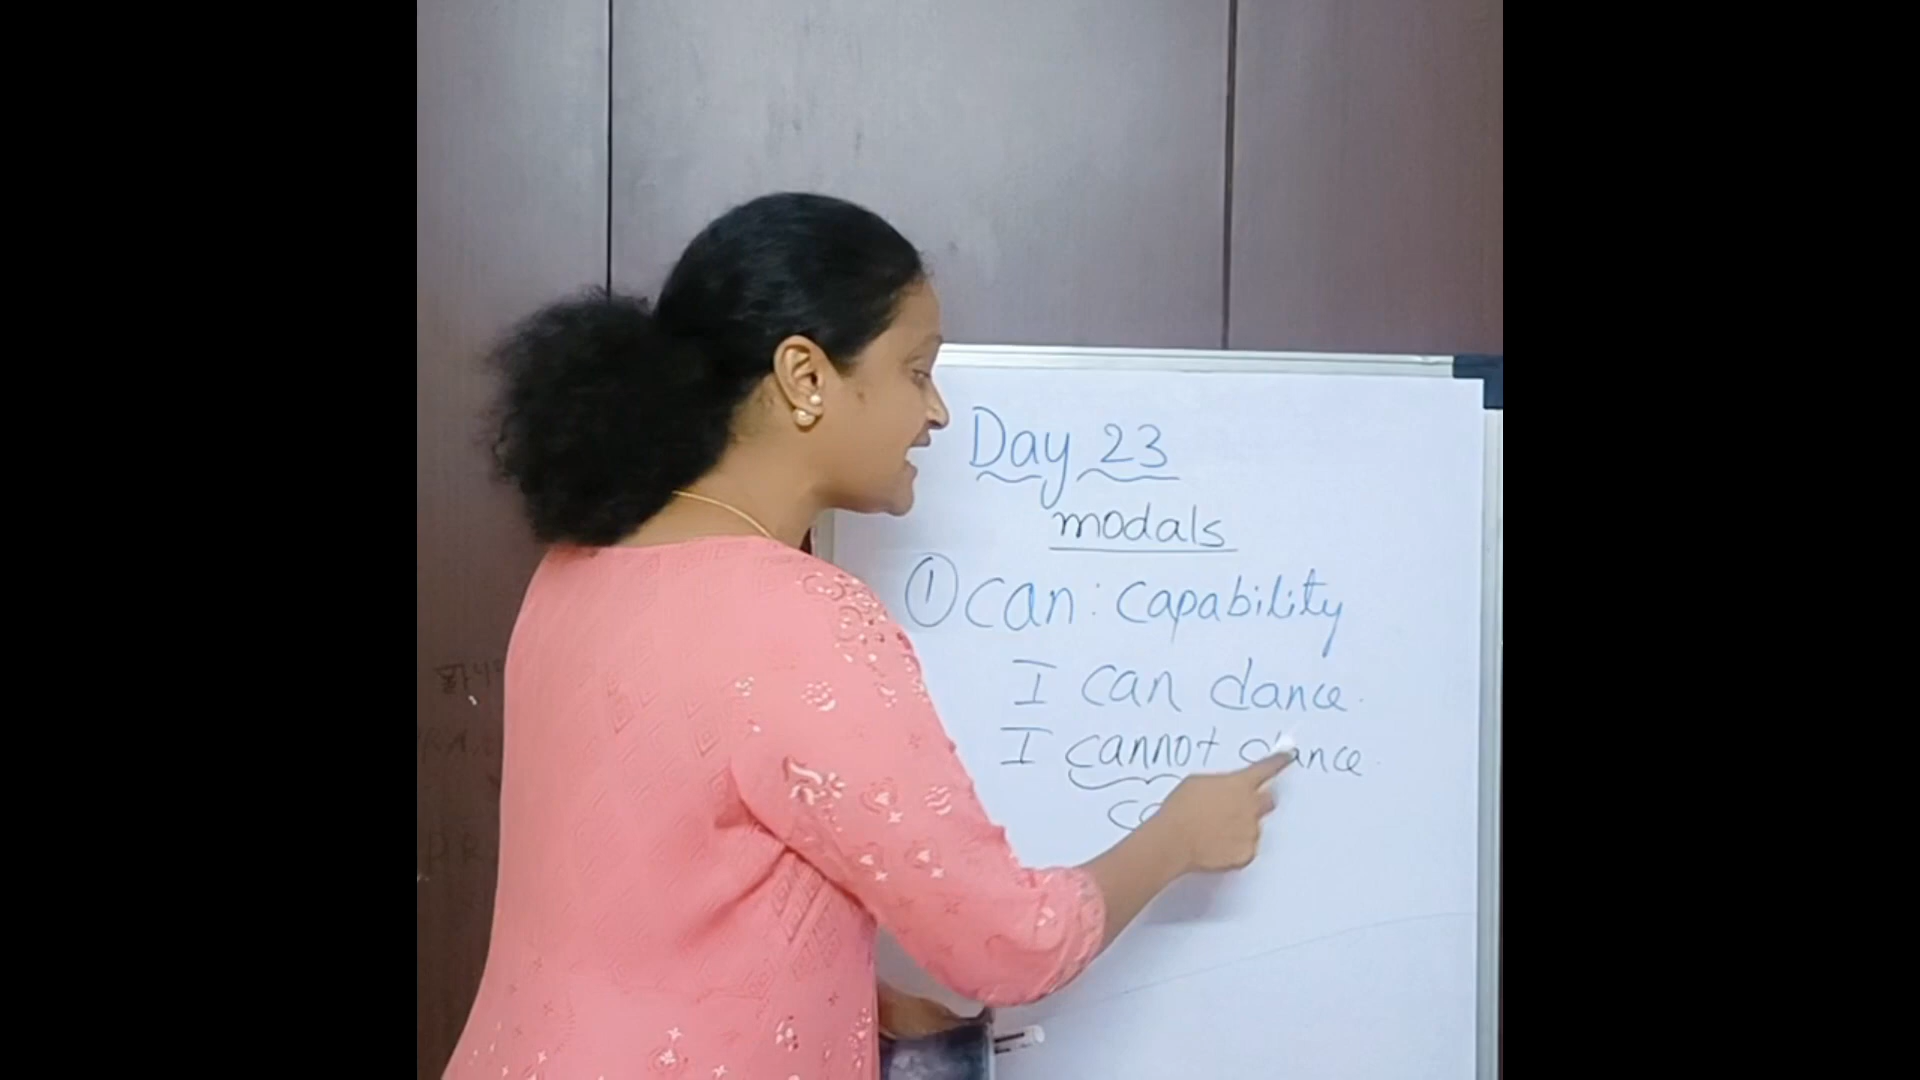 Day 23
modals
① can : capability
I can dance.
I cannot dance.